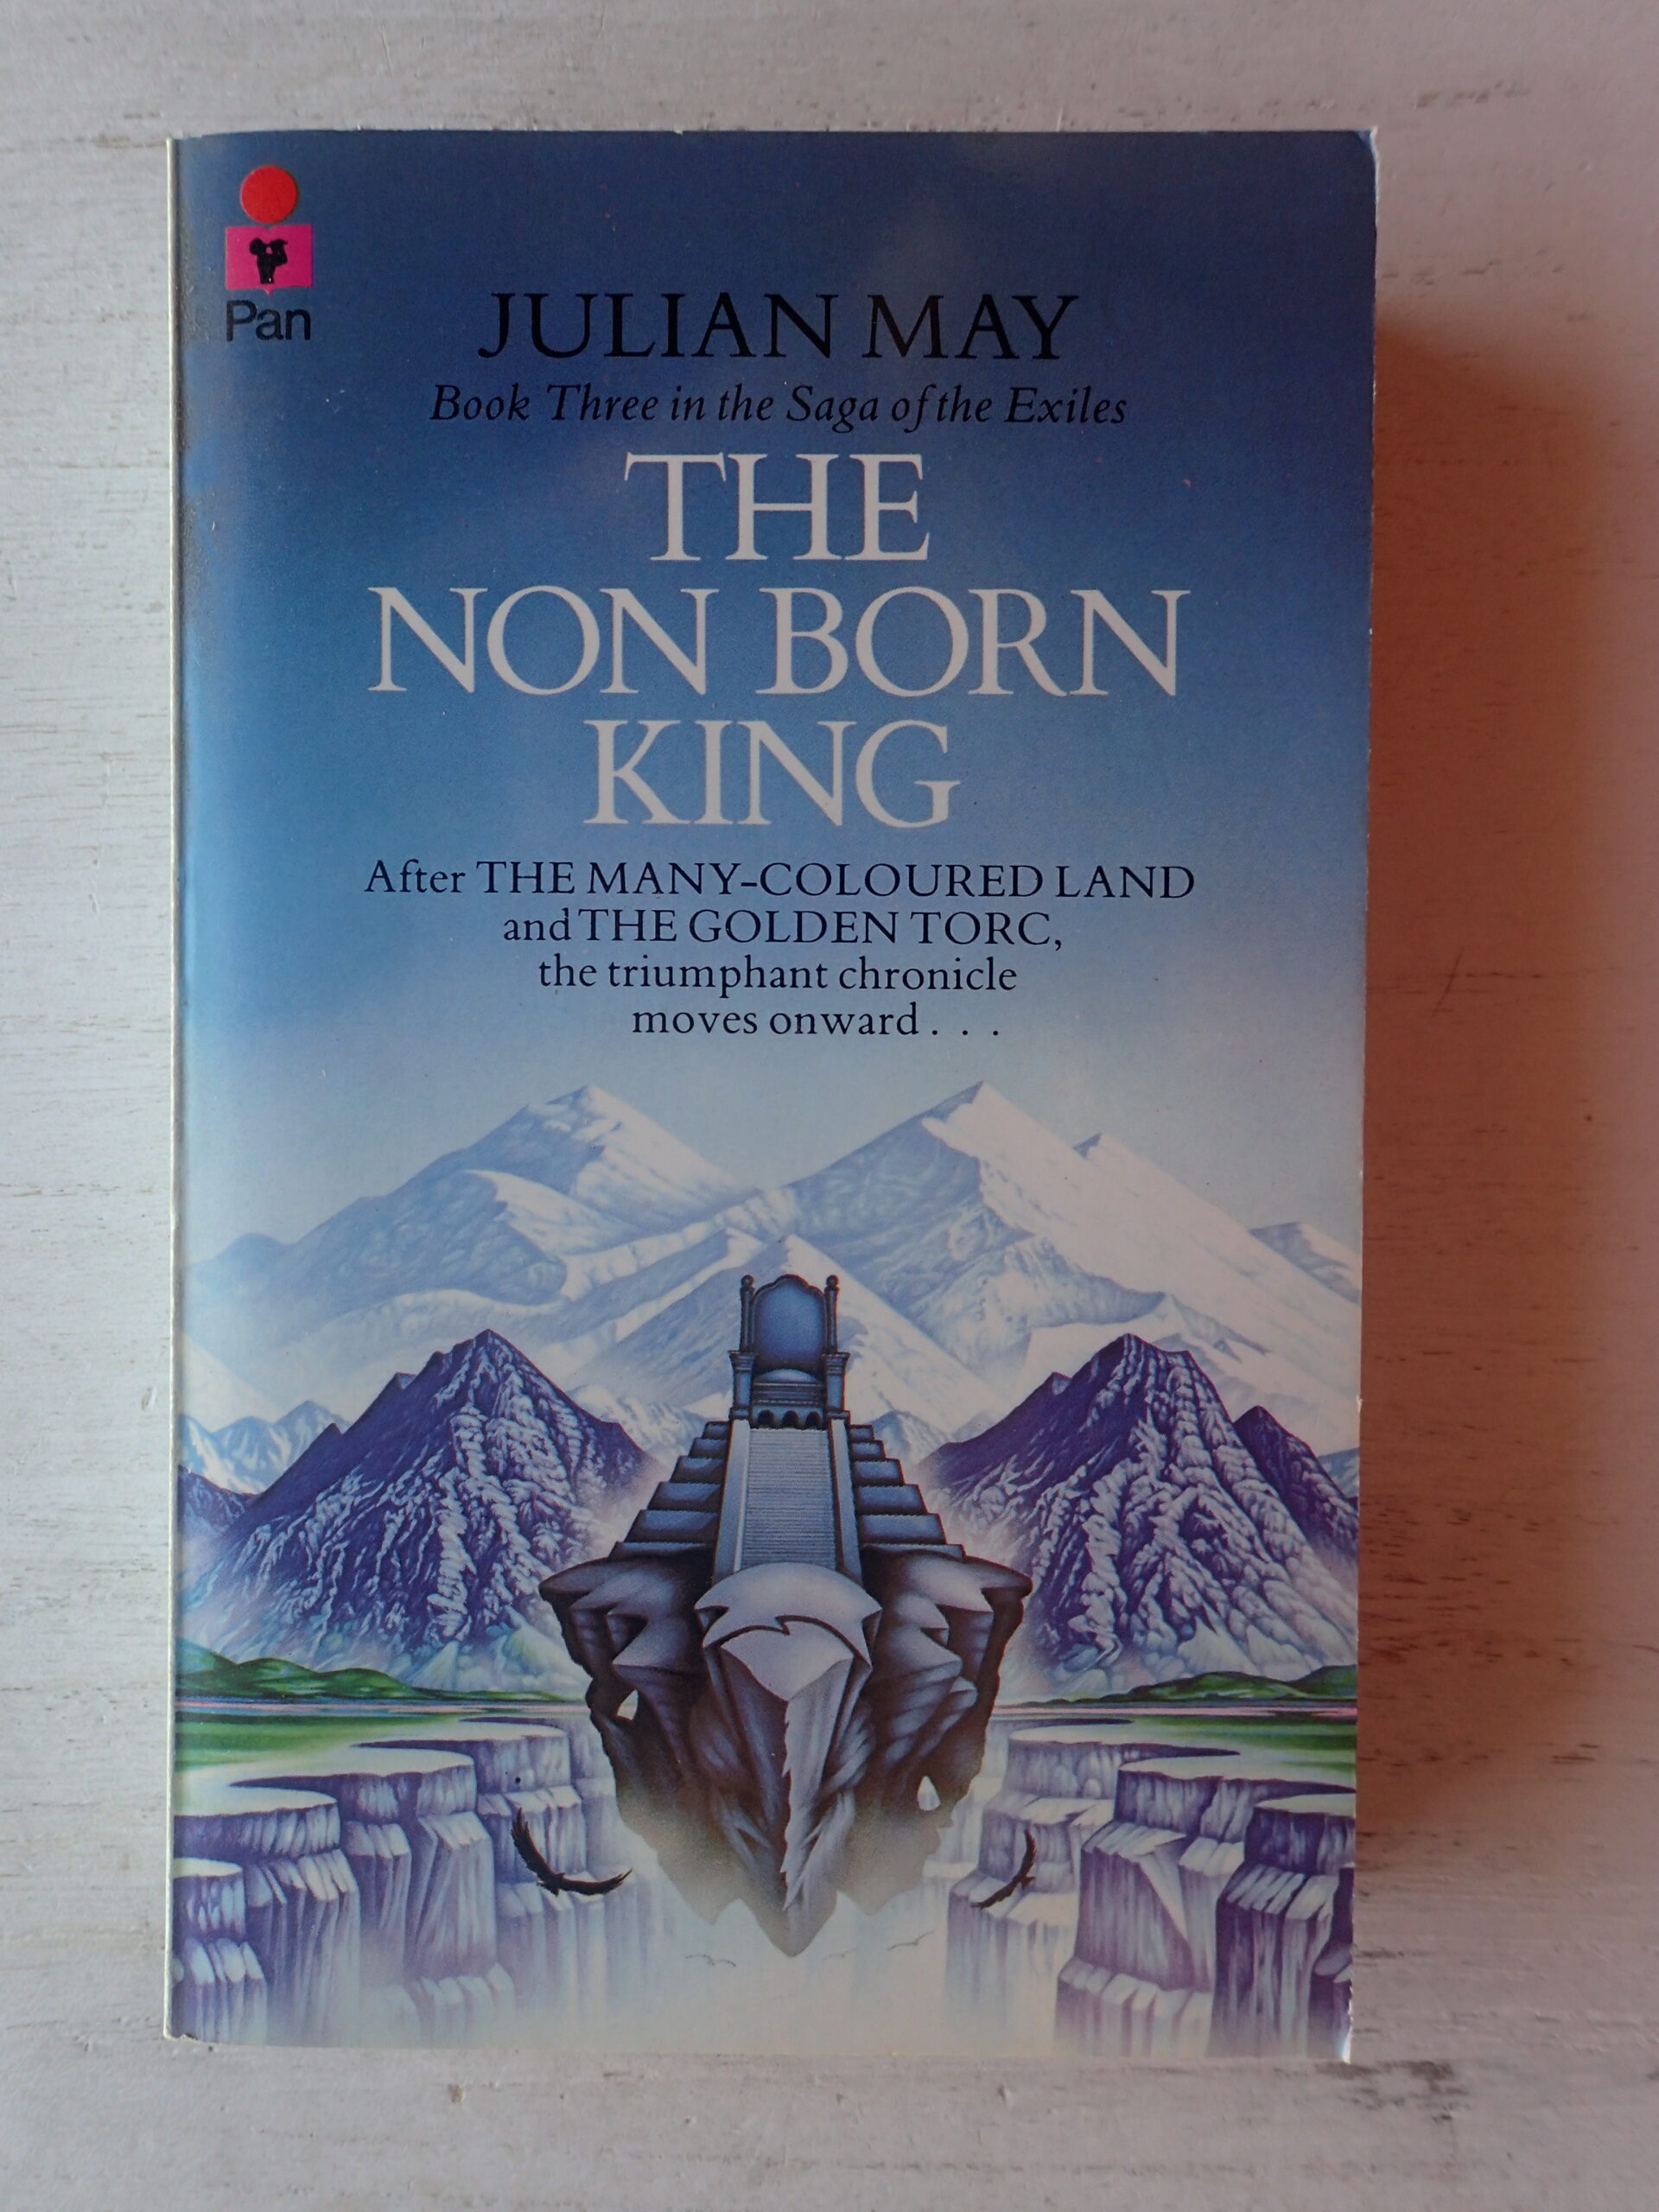 Pan
JULIAN MAY
Book Three in the Saga of the Exiles
THE
NON BORN
KING
After THE MANY-COLOURED LAND
and THE GOLDEN TORC,
the triumphant chronicle
moves onward . . .